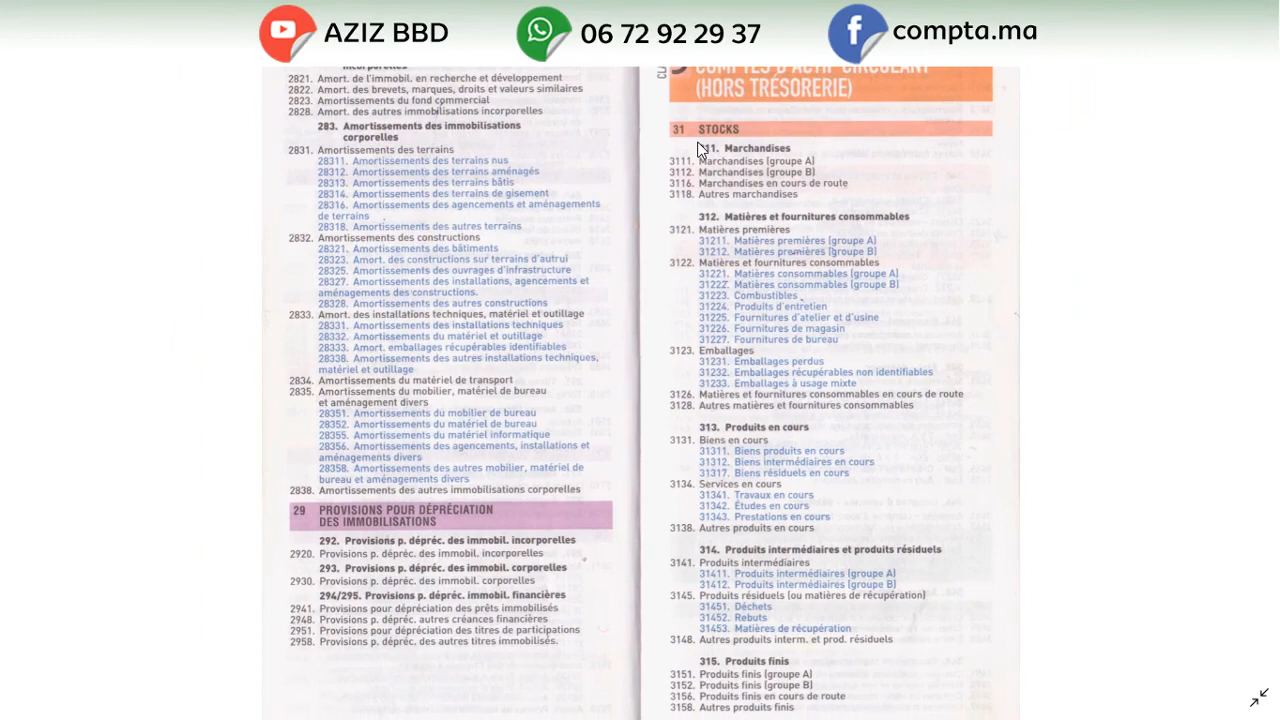 AZIZ BBD
06 72 92 29 37
compta.ma
incorporelles
2821. Amort. de l'immobil. en recherche et développement
2822. Amort. des brevets, marques, droits et valeurs similaires
2823. Amortissements du fond commercial
2828. Amort. des autres immobilisations incorporelles
283. Amortissements des immobilisations
corporelles
2831. Amortissements des terrains
28311. Amortissements des terrains nus
28312. Amortissements des terrains aménagés
28313. Amortissements des terrains bâtis
28314. Amortissements des terrains de gisement
28316. Amortissements des agencements et aménagements
de terrains
28318. Amortissements des autres terrains
2832. Amortissements des constructions
28321. Amortissements des bâtiments
28323. Amort. des constructions sur terrains d'autrui
28325. Amortissements des ouvrages d'infrastructure
28327. Amortissements des installations, agencements et
aménagements des constructions.
28328. Amortissements des autres constructions
2833. Amort. des installations techniques, matériel et outillage
28331. Amortissements des installations techniques
28332. Amortissements du matériel et outillage
28333. Amort. emballages récupérables identifiables
28338. Amortissements des autres installations techniques,
matériel et outillage
2834. Amortissements du matériel de transport
2835. Amortissements du mobilier, matériel de bureau
et aménagement divers
28351. Amortissements du mobilier de bureau
28352. Amortissements du matériel de bureau
28355. Amortissements du matériel informatique
28356. Amortissements des agencements, installations et
aménagements divers
28358. Amortissements des autres mobilier, matériel de
bureau et aménagements divers
2838. Amortissements des autres immobilisations corporelles
29 PROVISIONS POUR DÉPRÉCIATION
DES IMMOBILISATIONS
292. Provisions p. dépréc. des immobil. incorporelles
2920. Provisions p. dépréc. des immobil. incorporelles
293. Provisions p. dépréc. des immobil. corporelles
2930. Provisions p. dépréc. des immobil. corporelles
294/295. Provisions p. dépréc. immobil. financières
2941. Provisions pour dépréciation des prêts immobilisés
2948. Provisions p. dépréc. autres créances financières
2951. Provisions pour dépréciation des titres de participations
2958. Provisions p. dépréc. des autres titres immobilisés.
COMPTES D'ACTIF CIRCULANT
(HORS TRÉSORERIE)
31 STOCKS
11. Marchandises
3111. Marchandises (groupe A)
3112. Marchandises (groupe B)
3116. Marchandises en cours de route
3118. Autres marchandises
312. Matières et fournitures consommables
3121. Matières premières
31211. Matières premières (groupe A)
31212. Matières premières (groupe B)
3122. Matières et fournitures consommables
31221. Matières consommables (groupe A)
31222. Matières consommables (groupe B)
31223. Combustibles
31224. Produits d'entretien
31225. Fournitures d'atelier et d'usine
31226. Fournitures de magasin
31227. Fournitures de bureau
3123. Emballages
31231. Emballages perdus
31232. Emballages récupérables non identifiables
31233. Emballages à usage mixte
3126. Matières et fournitures consommables en cours de route
3128. Autres matières et fournitures consommables
313. Produits en cours
3131. Biens en cours
31311. Biens produits en cours
31312. Biens intermédiaires en cours
31317. Biens résiduels en cours
3134. Services en cours
31341. Travaux en cours
31342. Études en cours
31343. Prestations en cours
3138. Autres produits en cours
314. Produits intermédiaires et produits résiduels
3141. Produits intermédiaires
31411. Produits intermédiaires (groupe A)
31412. Produits intermédiaires (groupe B)
3145. Produits résiduels (ou matières de récupération)
31451. Déchets
31452. Rebuts
31453. Matières de récupération
3148. Autres produits interm. et prod. résiduels
315. Produits finis
3151. Produits finis (groupe A)
3152. Produits finis (groupe B)
3156. Produits finis en cours de route
3158. Autres produits finis